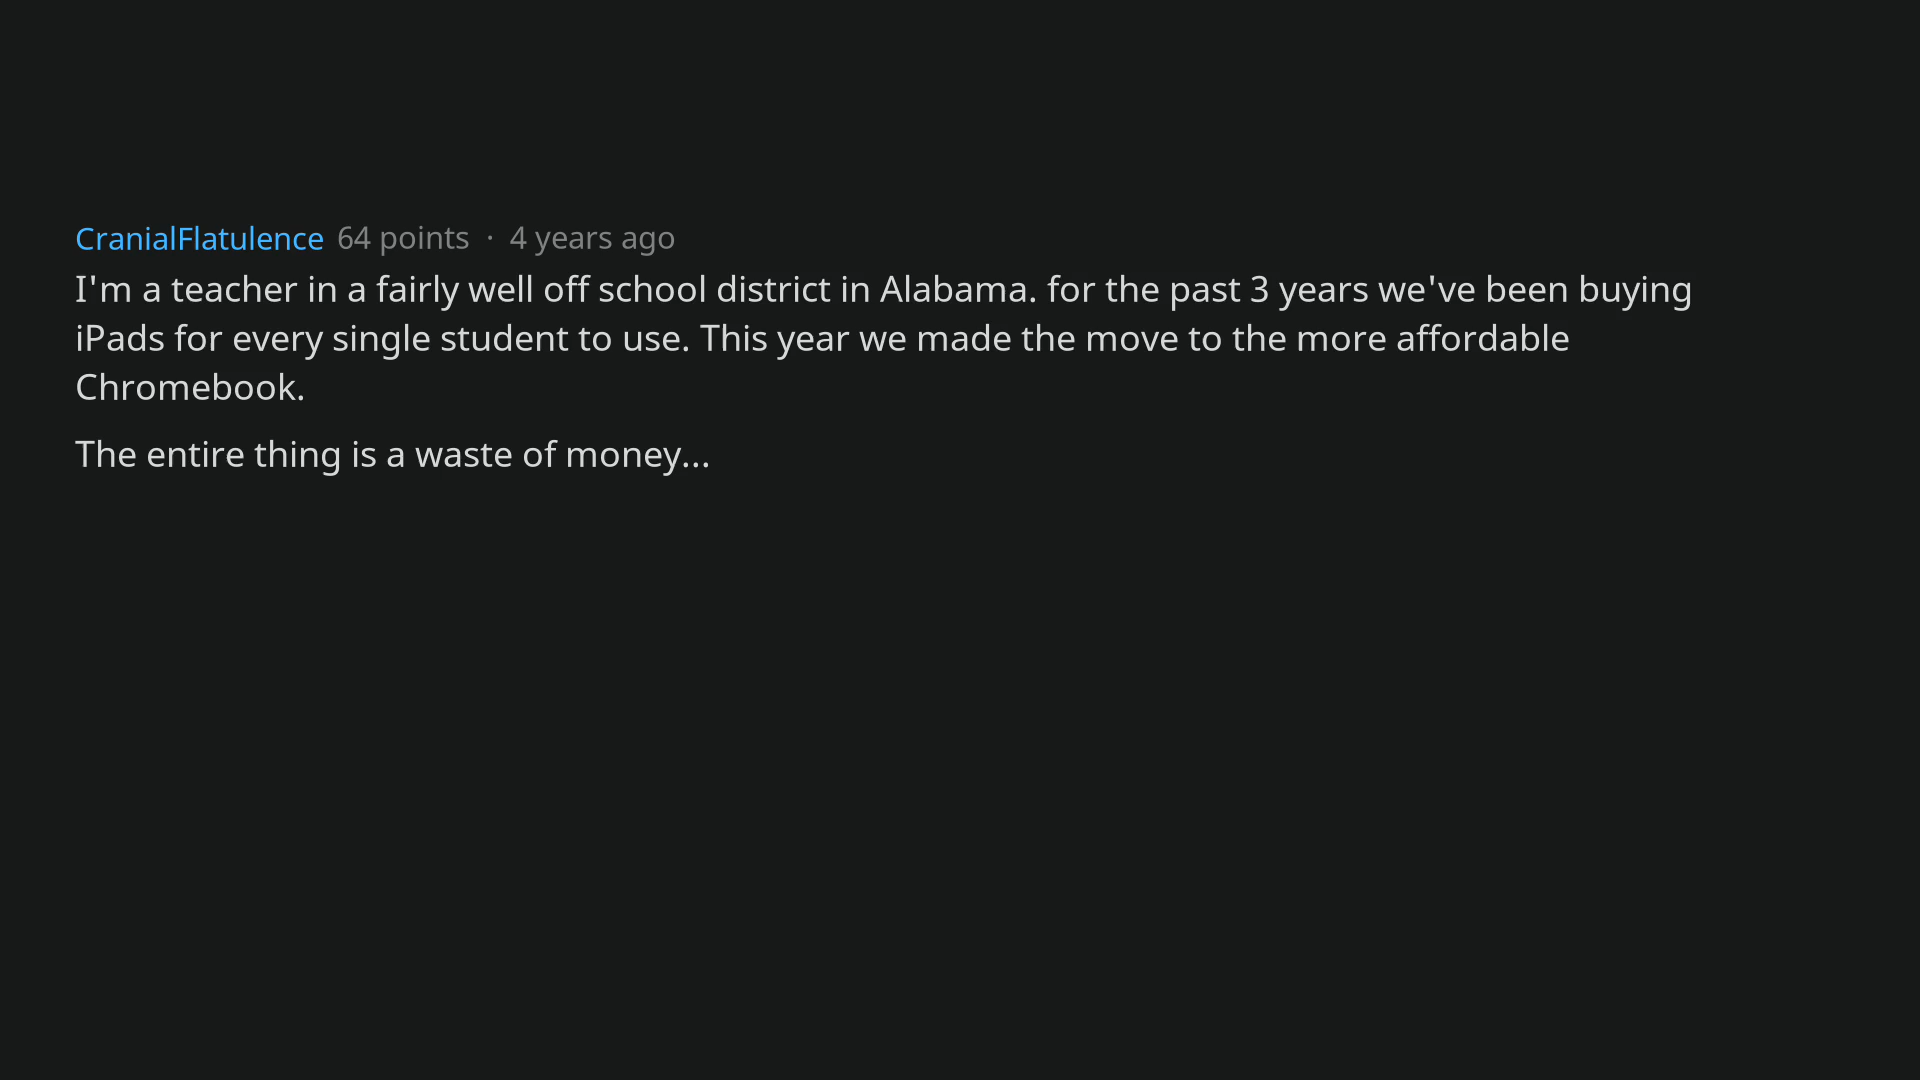 CranialFlatulence 64 points · 4 years ago
I'm a teacher in a fairly well off school district in Alabama. for the past 3 years we've been buying
iPads for every single student to use. This year we made the move to the more affordable
Chromebook.
The entire thing is a waste of money...